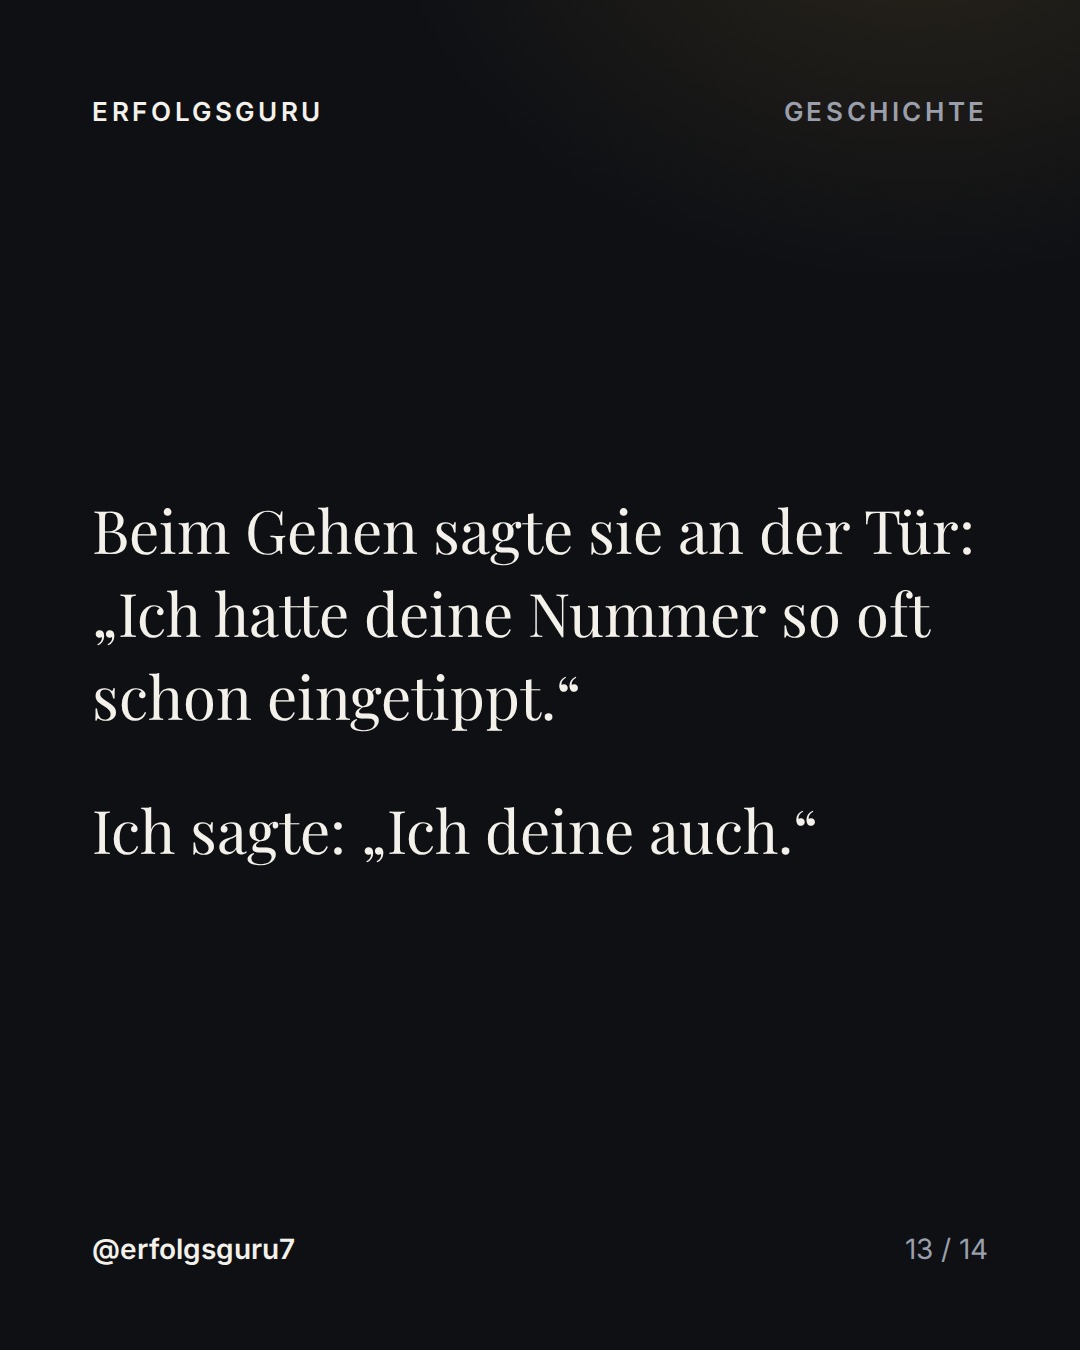 ERFOLGSGURU
GESCHICHTE
Beim Gehen sagte sie an der Tür:
„Ich hatte deine Nummer so oft
schon eingetippt.“
Ich sagte: „Ich deine auch.“
@erfolgsguru7
13 / 14